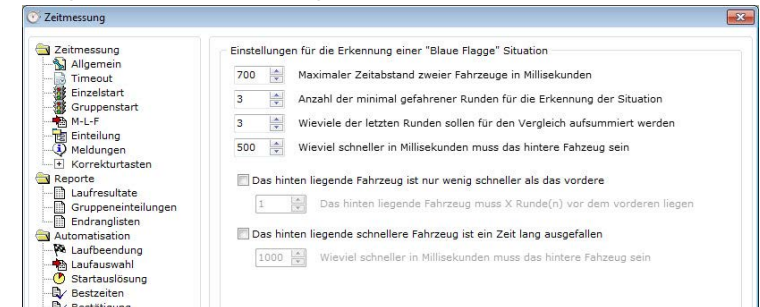 Zeitmessung
Zeitmessung
Allgemein
Timeout
Einzelstart
Gruppenstart
M-L-F
Einteilung
Meldungen
Korrekturtasten
Reporte
Laufresultate
Gruppeneinteilungen
Endranglisten
Automatisation
Laufbeendung
Laufauswahl
Startauslösung
Bestzeiten
Bestätigung
Einstellungen für die Erkennung einer "Blaue Flagge" Situation
700 Maximaler Zeitabstand zweier Fahrzeuge in Millisekunden
3 Anzahl der minimal gefahrener Runden für die Erkennung der Situation
3 Wieviele der letzten Runden sollen für den Vergleich aufsummiert werden
500 Wieviel schneller in Millisekunden muss das hintere Fahzeug sein
Das hinten liegende Fahrzeug ist nur wenig schneller als das vordere
1 Das hinten liegende Fahrzeug muss X Runde(n) vor dem vorderen liegen
Das hinten liegende schnellere Fahrzeug ist ein Zeit lang ausgefallen
1000 Wieviel schneller in Millisekunden muss das hintere Fahzeug sein